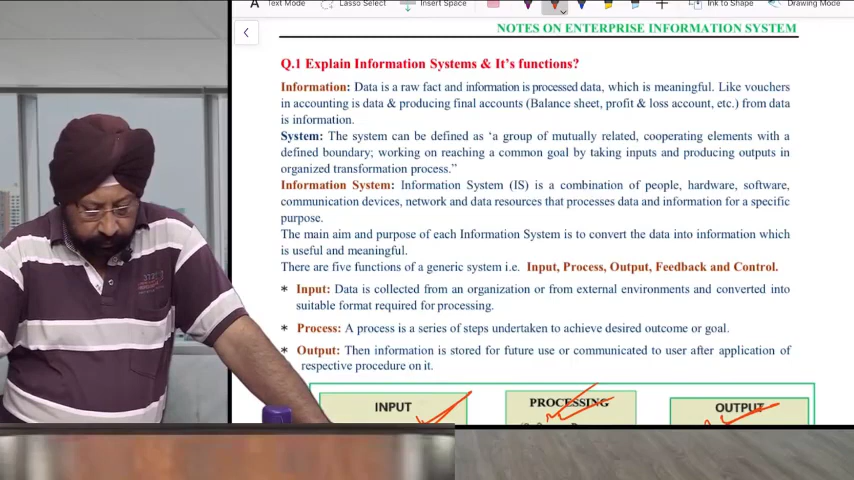 Text Mode Lasso Select Insert Space Ink to Shape Drawing Mode
NOTES ON ENTERPRISE INFORMATION SYSTEM
Q.1 Explain Information Systems & It's functions?
Information: Data is a raw fact and information is processed data, which is meaningful. Like vouchers
in accounting is data & producing final accounts (Balance sheet, profit & loss account, etc.) from data
is information.
System: The system can be defined as 'a group of mutually related, cooperating elements with a
defined boundary; working on reaching a common goal by taking inputs and producing outputs in
organized transformation process.”
Information System: Information System (IS) is a combination of people, hardware, software,
communication devices, network and data resources that processes data and information for a specific
purpose.
The main aim and purpose of each Information System is to convert the data into information which
is useful and meaningful.
There are five functions of a generic system i.e. Input, Process, Output, Feedback and Control.
* Input: Data is collected from an organization or from external environments and converted into
suitable format required for processing.
* Process: A process is a series of steps undertaken to achieve desired outcome or goal.
* Output: Then information is stored for future use or communicated to user after application of
respective procedure on it.
INPUT PROCESSING OUTPUT